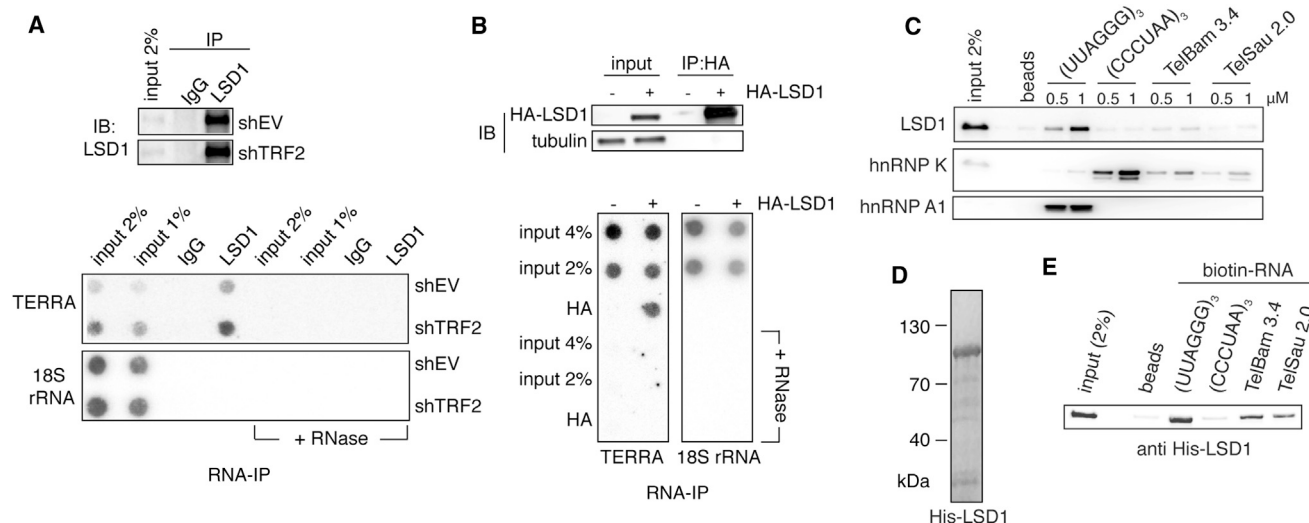 A
IP
input 2%
IgG
LSD1
IB:
LSD1
shEV
shTRF2
input 2%
input 1%
IgG
LSD1
input 2%
input 1%
IgG
LSD1
TERRA
shEV
shTRF2
18S
rRNA
shEV
shTRF2
+ RNase
RNA-IP
B
input
IP:HA
- + - + HA-LSD1
IB
HA-LSD1
tubulin
- + - + HA-LSD1
input 4%
input 2%
HA
input 4%
input 2%
HA
+ RNase
TERRA 18S rRNA
RNA-IP
C
input 2%
beads
(UUAGGG)3
(CCCUAA)3
TelBam 3.4
TelSau 2.0
0.5 1 0.5 1 0.5 1 0.5 1 µM
LSD1
hnRNP K
hnRNP A1
D
130
70
40
kDa
His-LSD1
E
biotin-RNA
input (2%)
beads
(UUAGGG)3
(CCCUAA)3
TelBam 3.4
TelSau 2.0
anti His-LSD1